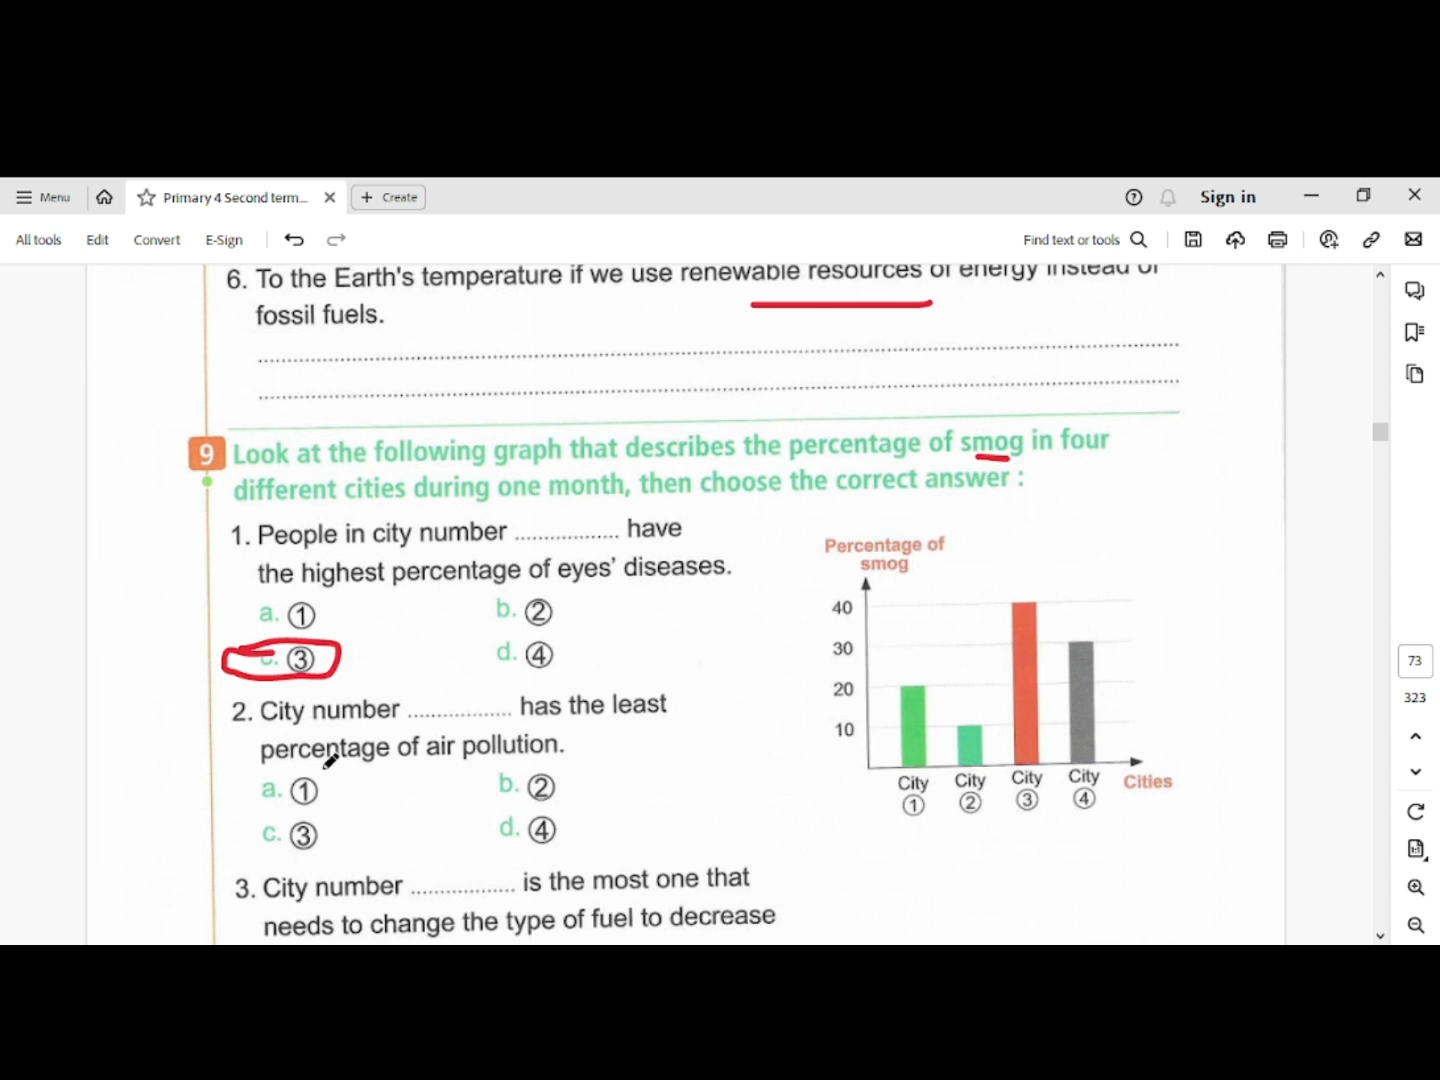 Menu
Primary 4 Second term...
Create
Sign in
All tools
Edit
Convert
E-Sign
Find text or tools
6. To the Earth's temperature if we use renewable resources of energy instead of
fossil fuels.
9 Look at the following graph that describes the percentage of smog in four
different cities during one month, then choose the correct answer :
1. People in city number ................. have
the highest percentage of eyes' diseases.
a. ①
b. ②
c. ③
d. ④
2. City number ................. has the least
percentage of air pollution.
a. ①
b. ②
c. ③
d. ④
3. City number ................. is the most one that
needs to change the type of fuel to decrease
Percentage of
smog
40
30
20
10
City ①
City ②
City ③
City ④
Cities
73
323